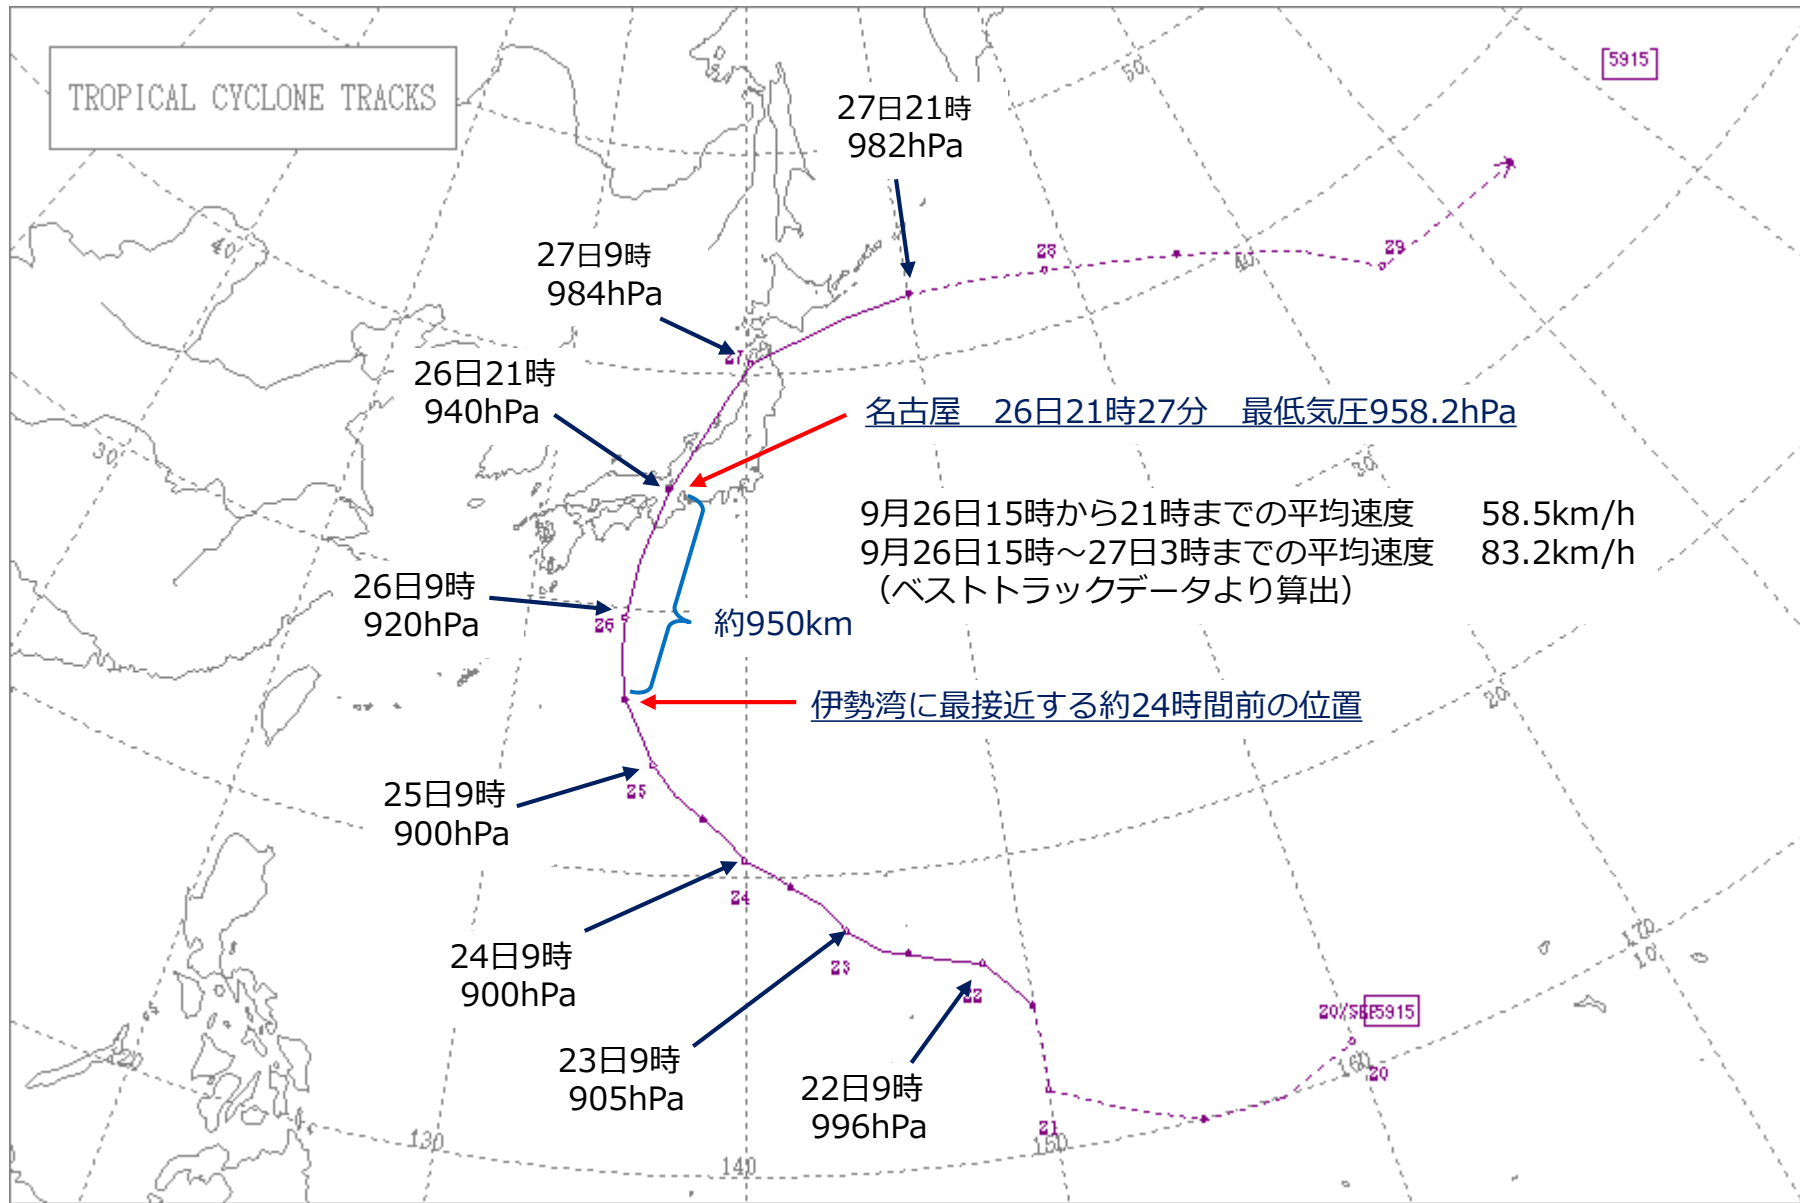 TROPICAL CYCLONE TRACKS
5915
50
27日21時
982hPa
40
27日9時
984hPa
28
29
40
27
26日21時
940hPa
名古屋　26日21時27分　最低気圧958.2hPa
30
30
9月26日15時から21時までの平均速度　58.5km/h
9月26日15時～27日3時までの平均速度　83.2km/h
（ベストトラックデータより算出）
26日9時
920hPa
26
約950km
伊勢湾に最接近する約24時間前の位置
20
25日9時
900hPa
25
24
24日9時
900hPa
23
22
170
10
20/SEP
5915
23日9時
905hPa
22日9時
996hPa
120
160
20
21
130
140
150